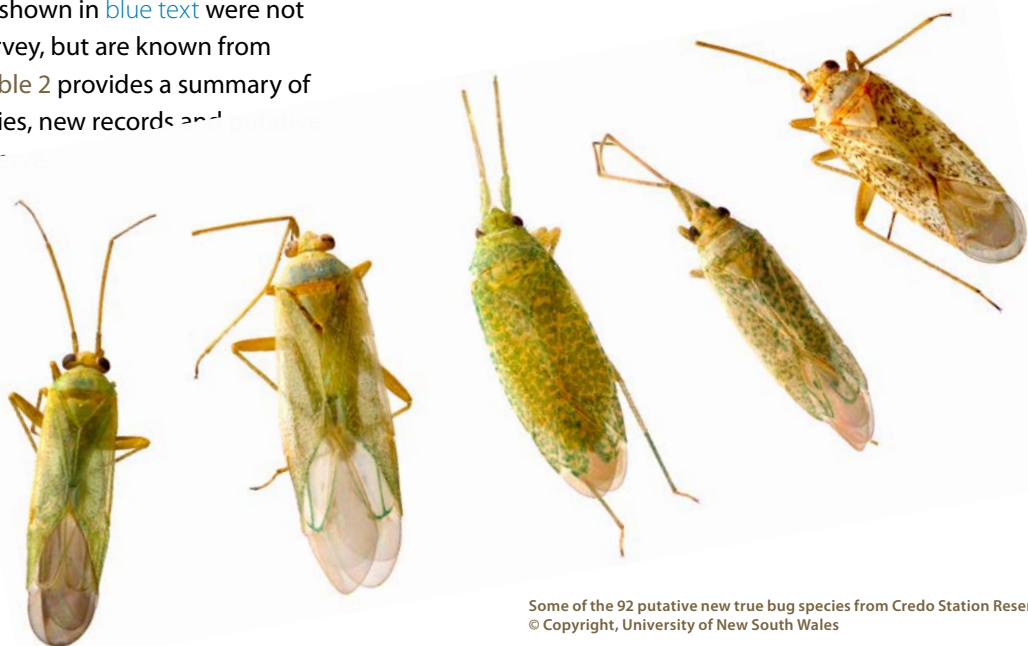 shown in blue text were not
rvey, but are known from
ble 2 provides a summary of
ies, new records and putative
Some of the 92 putative new true bug species from Credo Station Reser
© Copyright, University of New South Wales